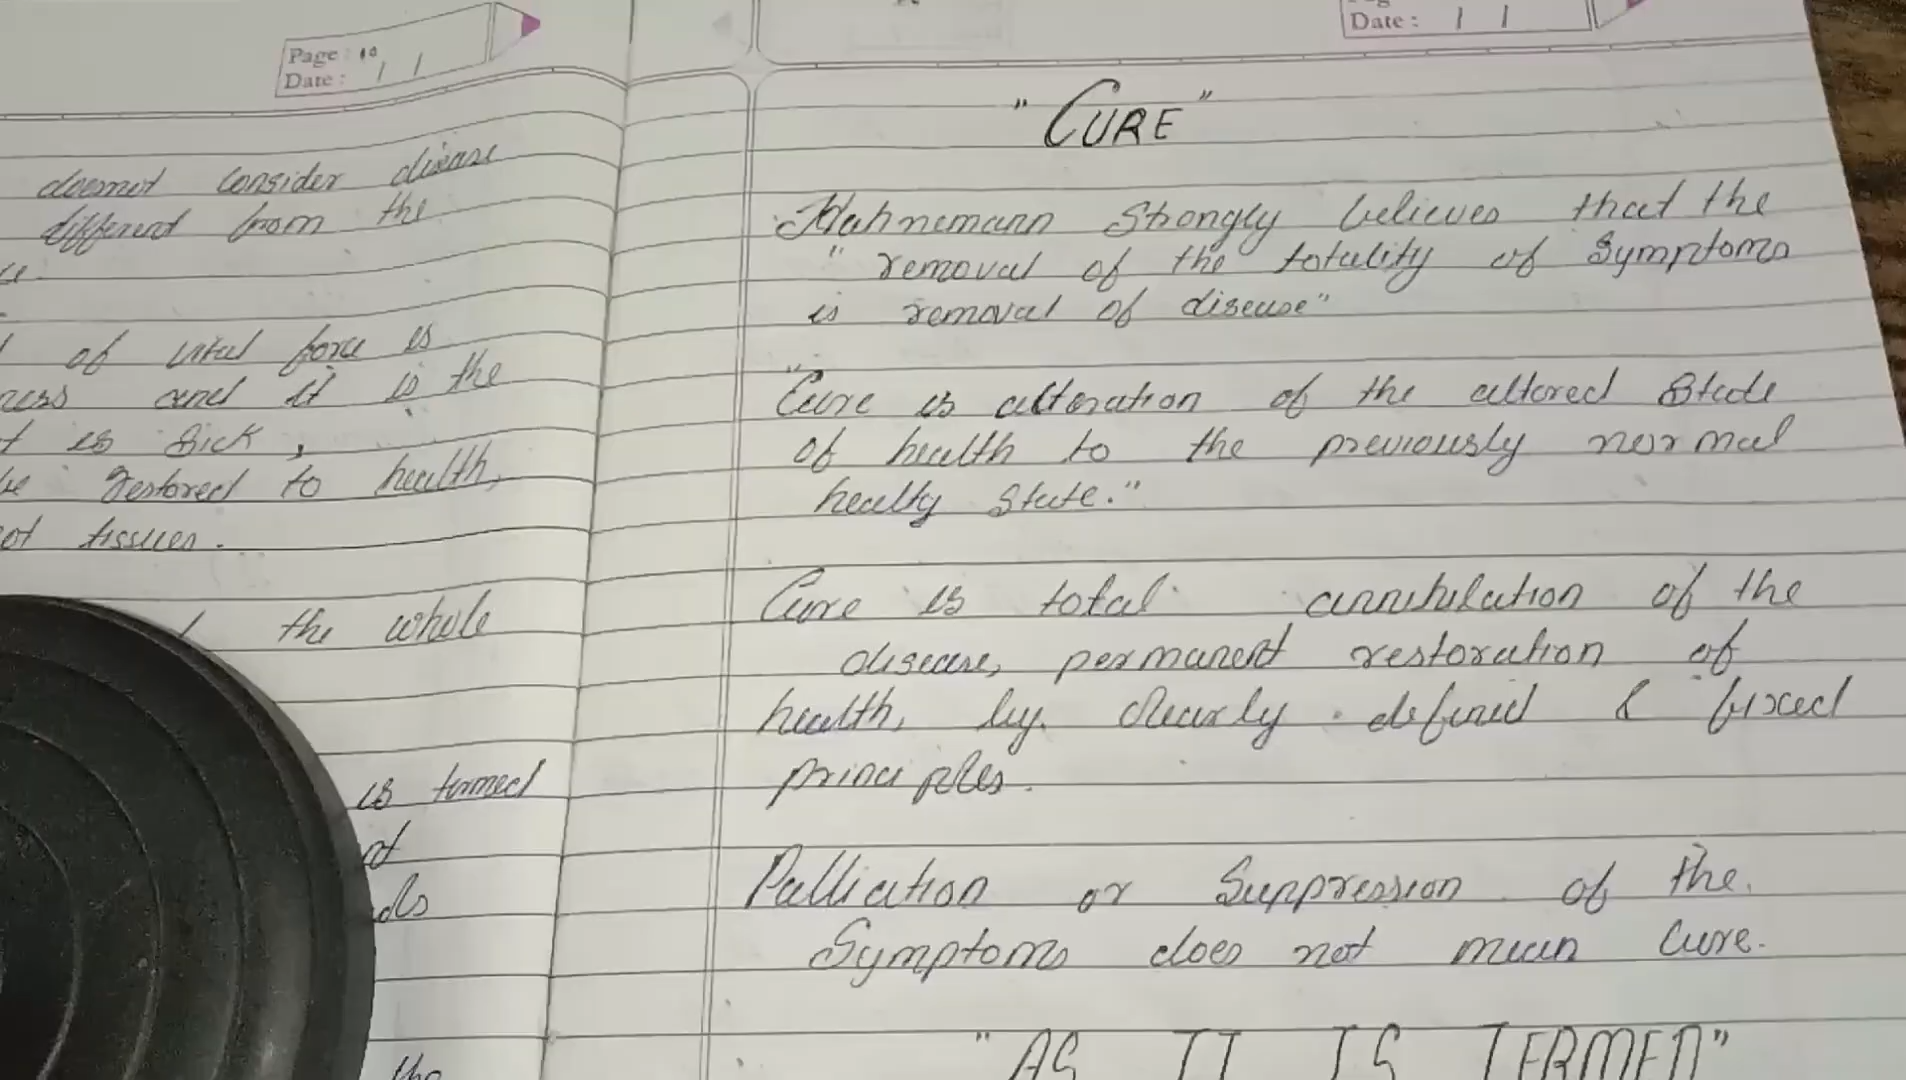 Page: 10
Date: / /
doesnot consider disease
different from the
of vital force is
and it is the
is sick,
restored to health,
tissues.
the whole
is termed
the
Date: / /
"CURE"
Hahnemann Strongly believes that the
"removal of the totality of Symptoms
is removal of disease"
"Cure is alteration of the altered State
of health to the previously normal
healty State."
Cure is total annihilation of the
disease, permanent restoration of
health, by clearly defined & fixed
principles.
Palliation or Suppression of the
Symptoms does not mean Cure.
"AS IT IS TERMED"